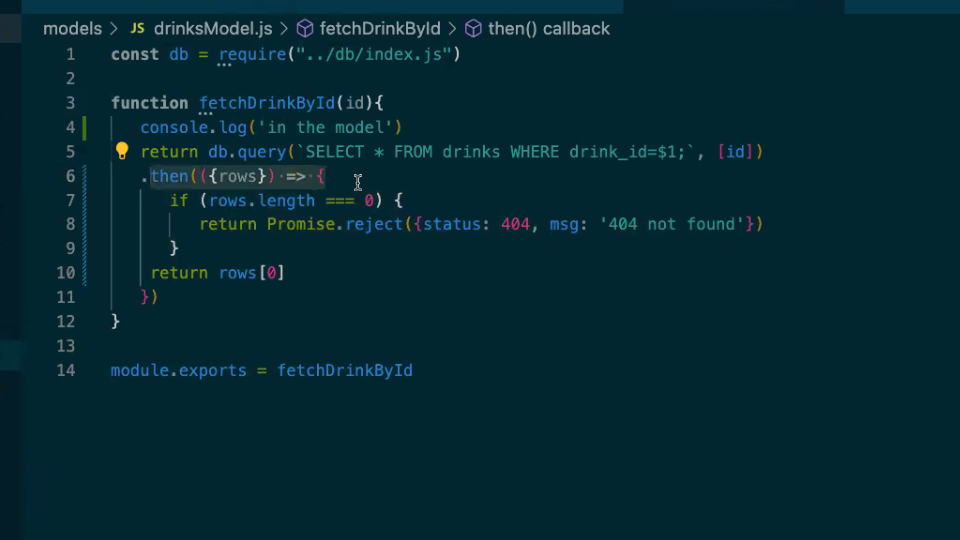 models > JS drinksModel.js > fetchDrinkById > then() callback
1 const db = require("../db/index.js")
2
3 function fetchDrinkById(id){
4 console.log('in the model')
5 return db.query(`SELECT * FROM drinks WHERE drink_id=$1;`, [id])
6 .then(({rows})·=>·{
7 if (rows.length === 0) {
8 return Promise.reject({status: 404, msg: '404 not found'})
9 }
10 return rows[0]
11 })
12 }
13
14 module.exports = fetchDrinkById